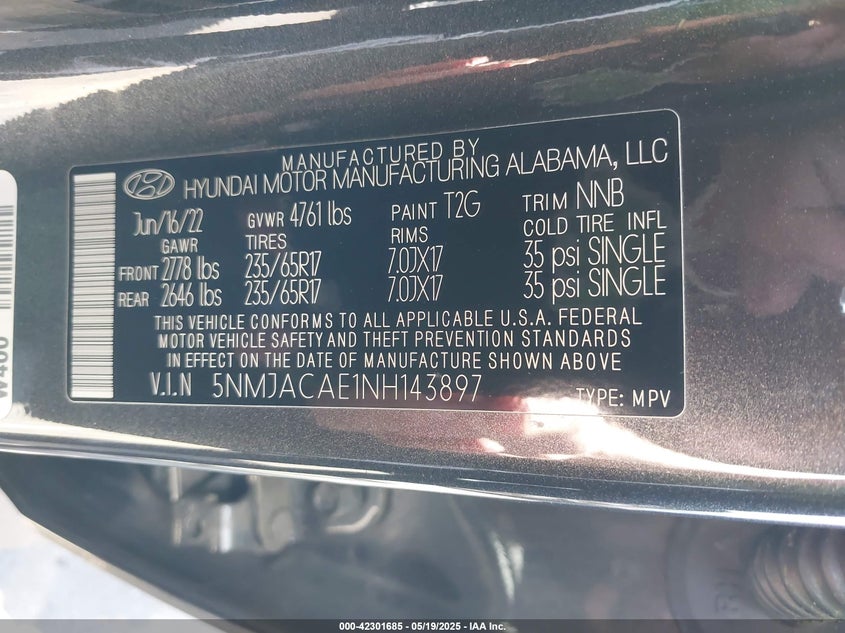 MANUFACTURED BY
HYUNDAI MOTOR MANUFACTURING ALABAMA, LLC
Jun/16/22 GVWR 4761 lbs PAINT T2G TRIM NNB
GAWR TIRES RIMS COLD TIRE INFL
FRONT 2778 lbs 235/65R17 7.0JX17 35 psi SINGLE
REAR 2646 lbs 235/65R17 7.0JX17 35 psi SINGLE
THIS VEHICLE CONFORMS TO ALL APPLICABLE U.S.A. FEDERAL
MOTOR VEHICLE SAFETY AND THEFT PREVENTION STANDARDS
IN EFFECT ON THE DATE OF MANUFACTURE SHOWN ABOVE
V.I.N 5NMJACAE1NH143897 TYPE: MPV
000-42301685 - 05/19/2025 - IAA Inc.